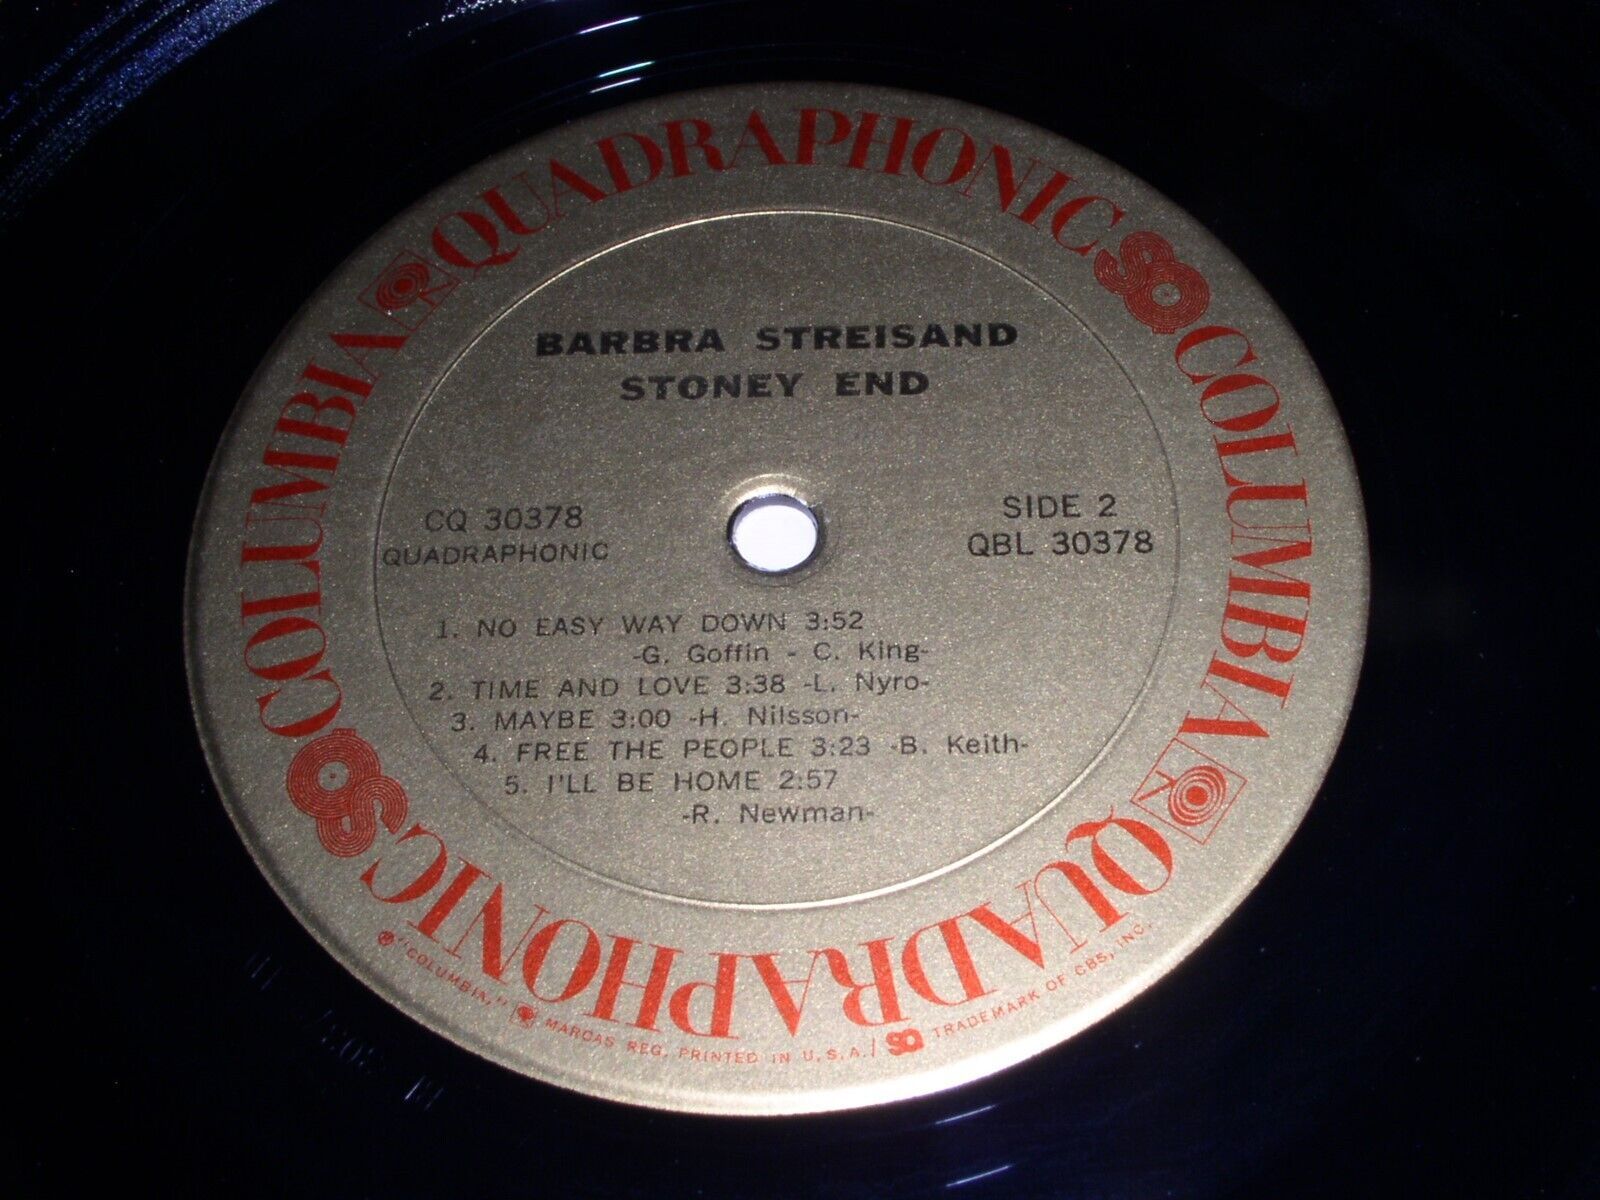 COLUMBIA QUADRAPHONIC SQ COLUMBIA QUADRAPHONIC SQ
BARBRA STREISAND
STONEY END
CQ 30378
QUADRAPHONIC
SIDE 2
QBL 30378
1. NO EASY WAY DOWN 3:52
-G. Goffin - C. King-
2. TIME AND LOVE 3:38 -L. Nyro-
3. MAYBE 3:00 -H. Nilsson-
4. FREE THE PEOPLE 3:23 -B. Keith-
5. I'LL BE HOME 2:57
-R. Newman-
℗ "COLUMBIA," MARCAS REG. PRINTED IN U.S.A./ SQ TRADEMARK OF CBS, INC.